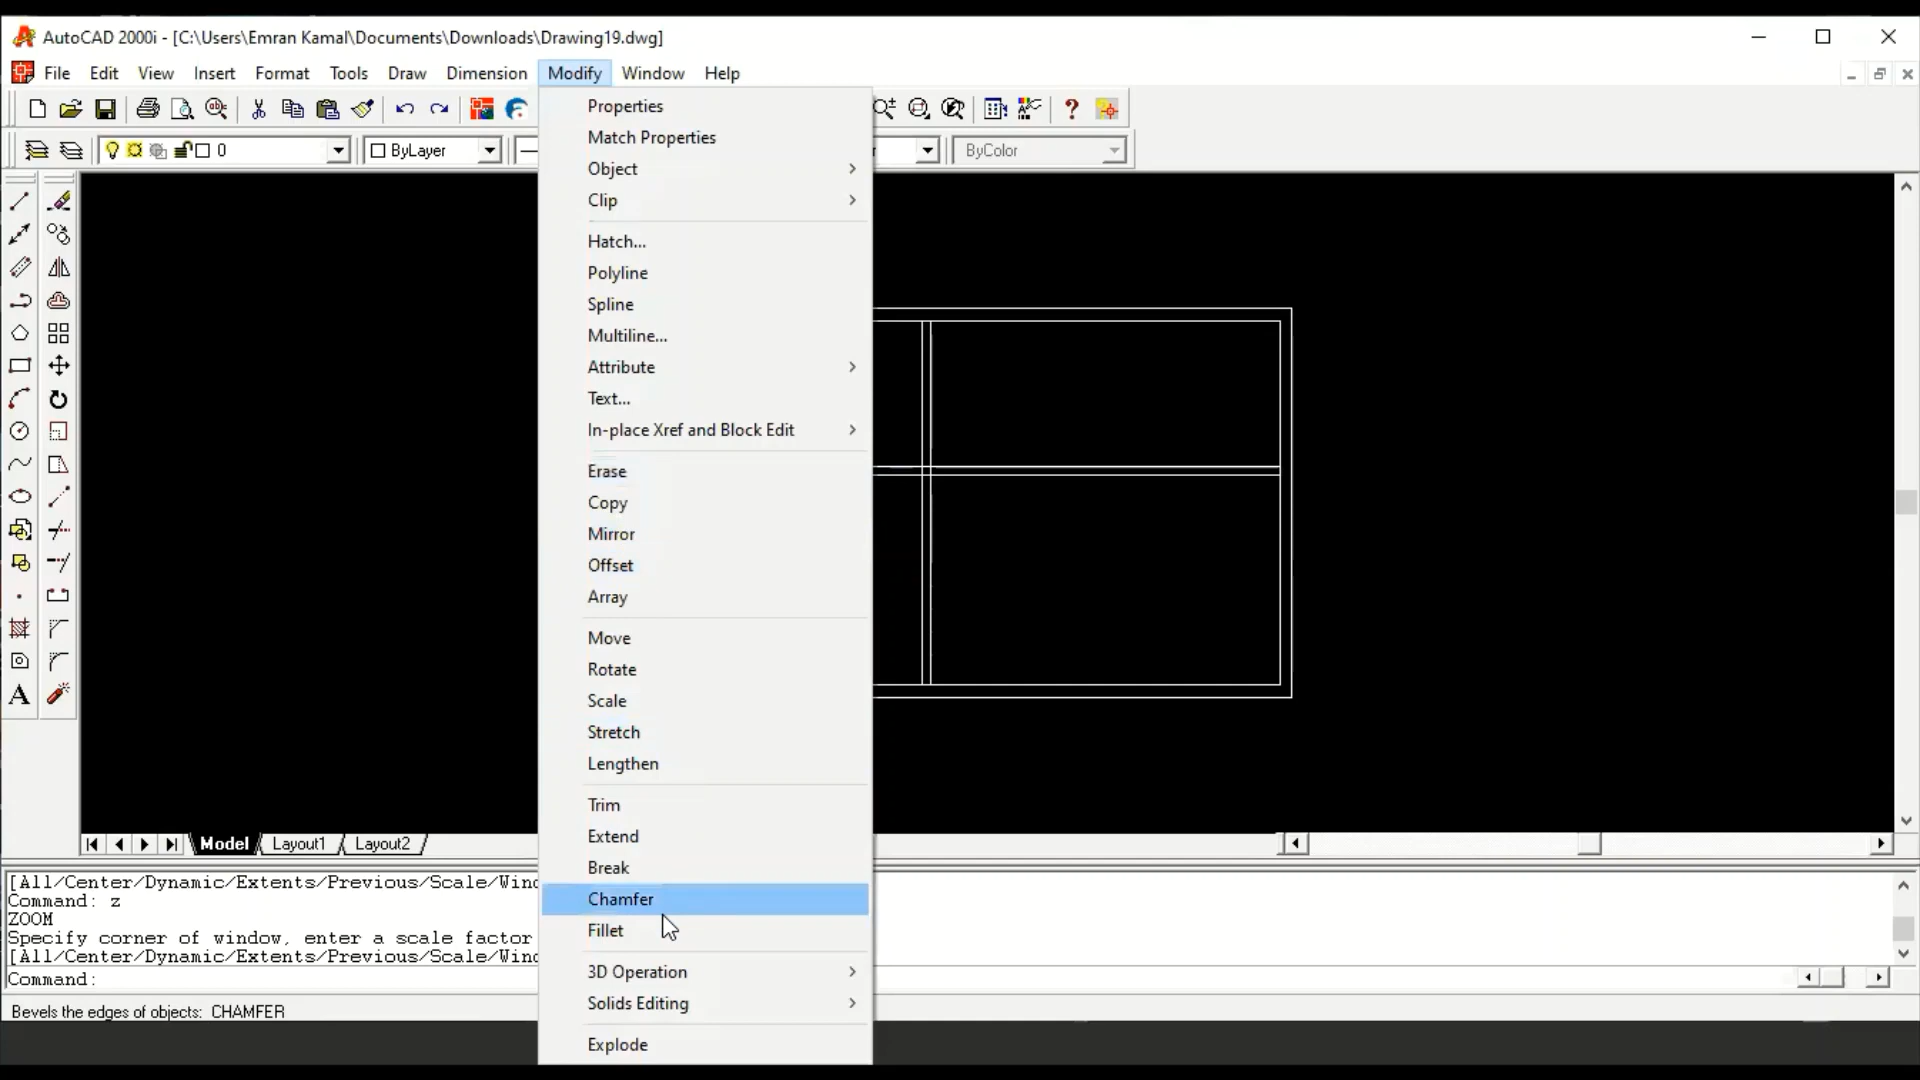 AutoCAD 2000i - [C:\Users\Emran Kamal\Documents\Downloads\Drawing19.dwg]
File Edit View Insert Format Tools Draw Dimension Modify Window Help
0 ByLayer ByColor
Properties
Match Properties
Object
Clip
Hatch...
Polyline
Spline
Multiline...
Attribute
Text...
In-place Xref and Block Edit
Erase
Copy
Mirror
Offset
Array
Move
Rotate
Scale
Stretch
Lengthen
Trim
Extend
Break
Chamfer
Fillet
3D Operation
Solids Editing
Explode
A
Model Layout1 Layout2
[All/Center/Dynamic/Extents/Previous/Scale/Wind
Command: z
ZOOM
Specify corner of window, enter a scale factor
[All/Center/Dynamic/Extents/Previous/Scale/Wind
Command:
Bevels the edges of objects: CHAMFER